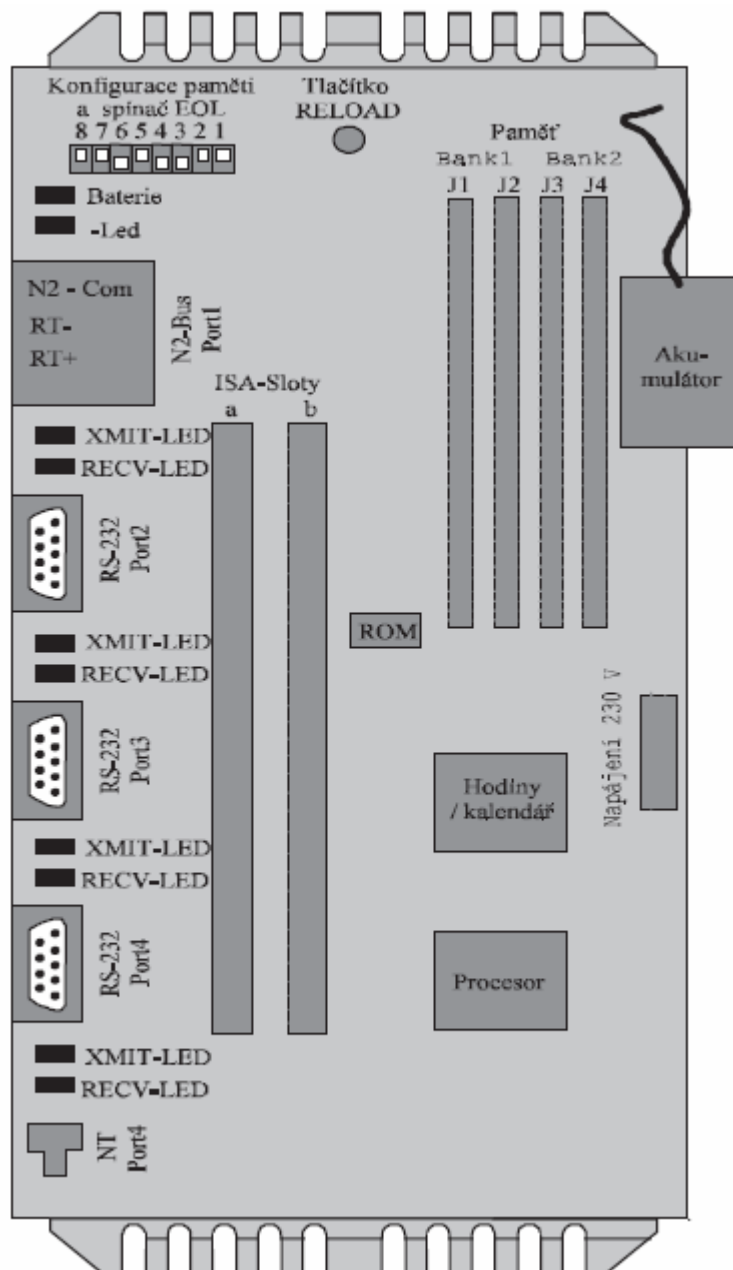 Konfigurace paměti
a spínač EOL
8 7 6 5 4 3 2 1
Tlačítko
RELOAD
Paměť
Bank1 Bank2
J1 J2 J3 J4
Baterie
-Led
N2 - Com
RT-
RT+
N2-Bus
Port1
Aku-
mulátor
ISA-Sloty
a b
XMIT-LED
RECV-LED
RS-232
Port2
ROM
XMIT-LED
RECV-LED
RS-232
Port3
Napájení 230 V
Hodiny
/ kalendář
XMIT-LED
RECV-LED
RS-232
Port4
Procesor
XMIT-LED
RECV-LED
NT
Port4